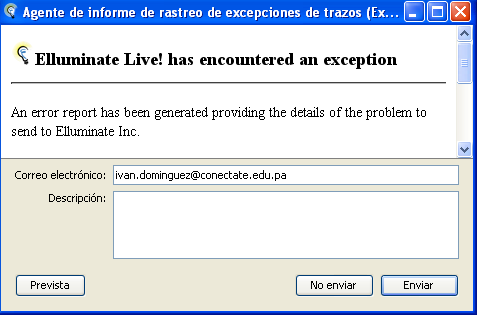 Agente de informe de rastreo de excepciones de trazos (Ex...
Elluminate Live! has encountered an exception
An error report has been generated providing the details of the problem to
send to Elluminate Inc.
Correo electrónico: ivan.dominguez@conectate.edu.pa
Descripción:
Prevista No enviar Enviar